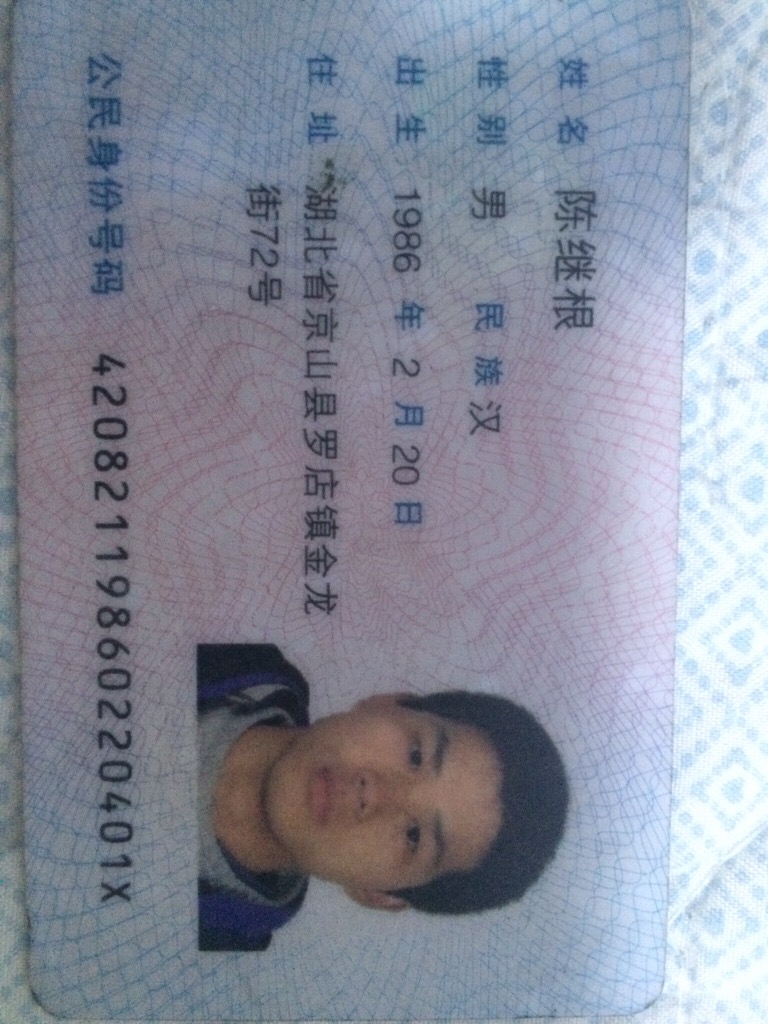 姓名 陈继根
性别 男 民族 汉
出生 1986 年 2 月 20 日
住址 湖北省京山县罗店镇金龙
街72号
公民身份号码 42082119860220401X